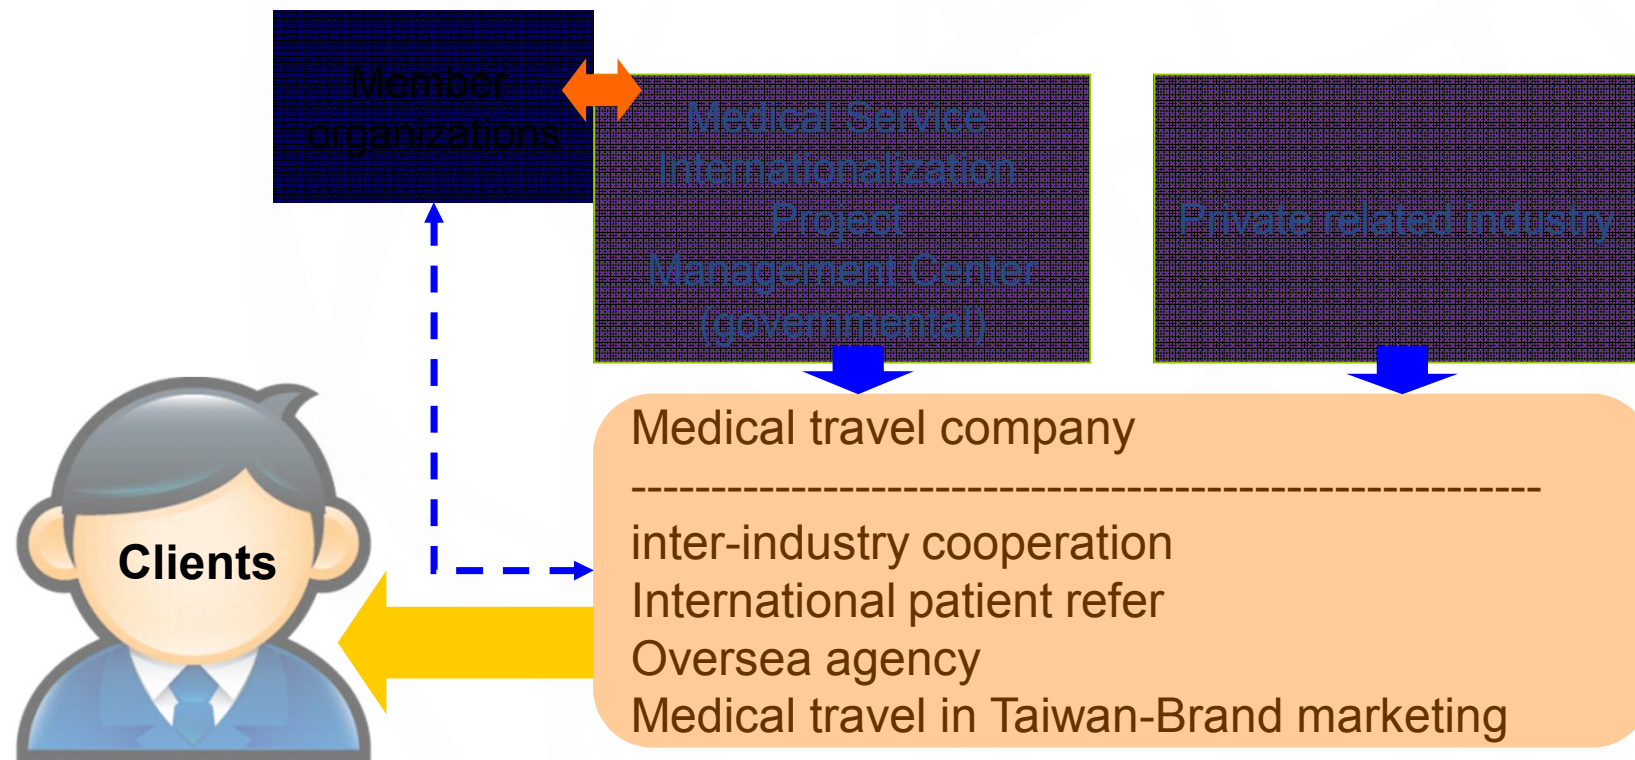 Member
organizations
Medical Service
Internationalization
Project
Management Center
(governmental)
Private related industry
Medical travel company
---------------------------------------------------------
inter-industry cooperation
International patient refer
Oversea agency
Medical travel in Taiwan-Brand marketing
Clients